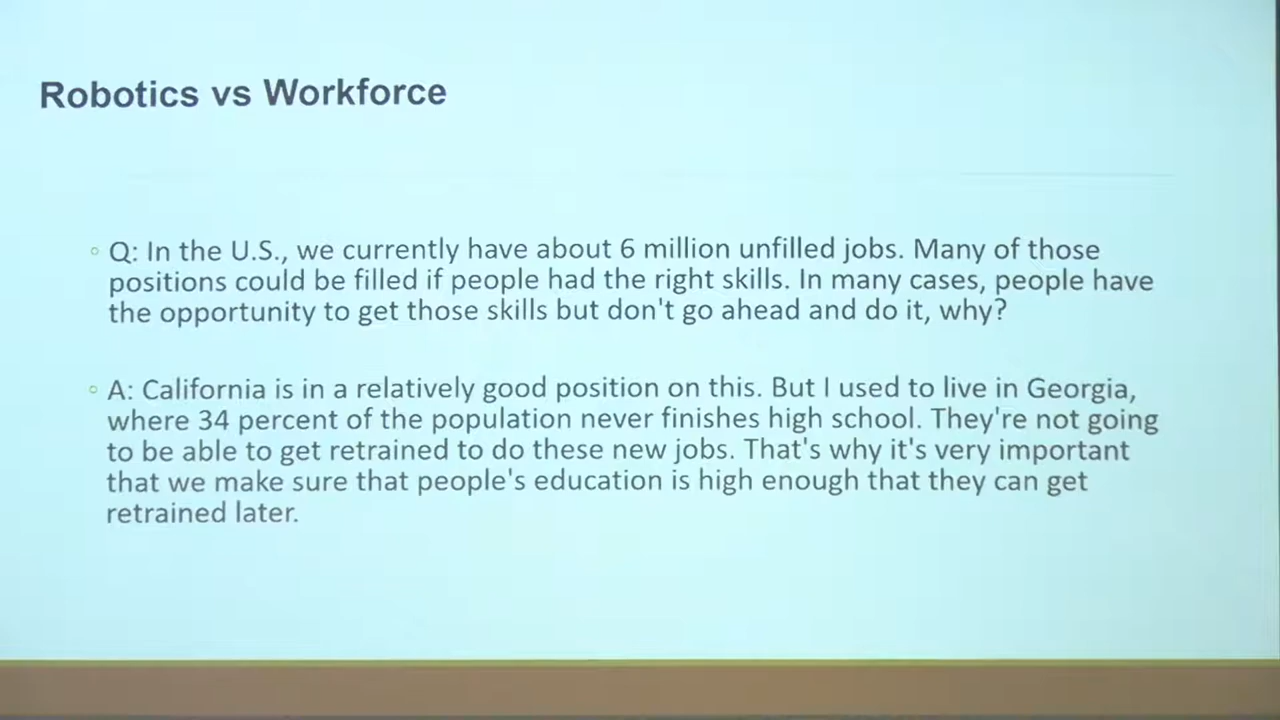 Robotics vs Workforce
Q: In the U.S., we currently have about 6 million unfilled jobs. Many of those
positions could be filled if people had the right skills. In many cases, people have
the opportunity to get those skills but don't go ahead and do it, why?
A: California is in a relatively good position on this. But I used to live in Georgia,
where 34 percent of the population never finishes high school. They're not going
to be able to get retrained to do these new jobs. That's why it's very important
that we make sure that people's education is high enough that they can get
retrained later.